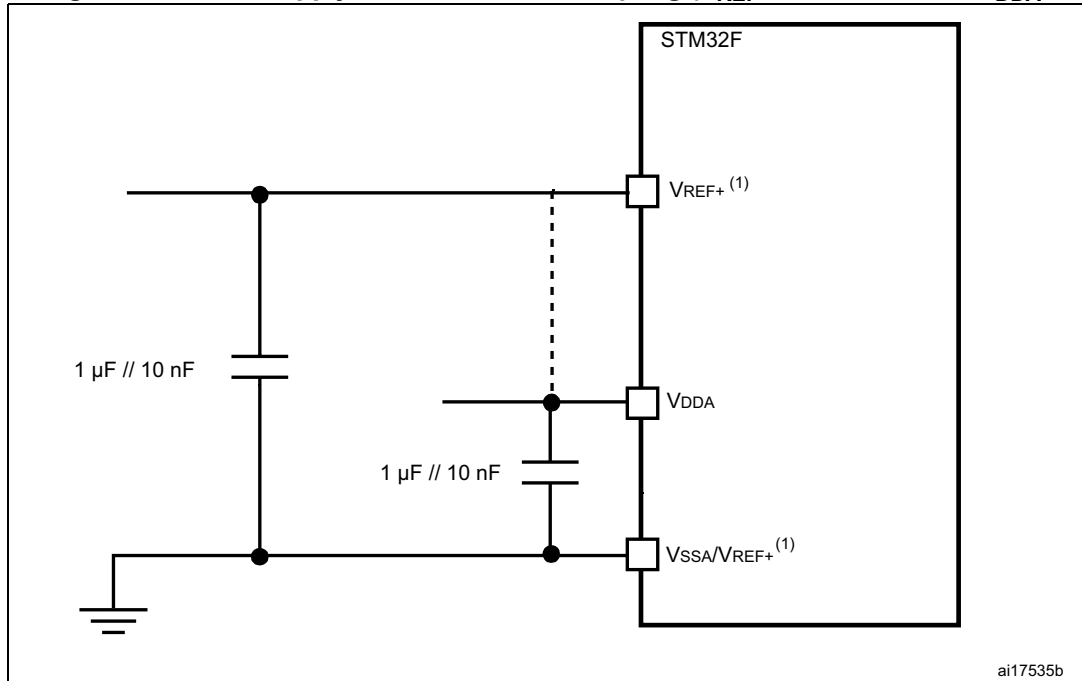 STM32F
VREF+ (1)
1 µF // 10 nF
VDDA
1 µF // 10 nF
VSSA/VREF+ (1)
ai17535b